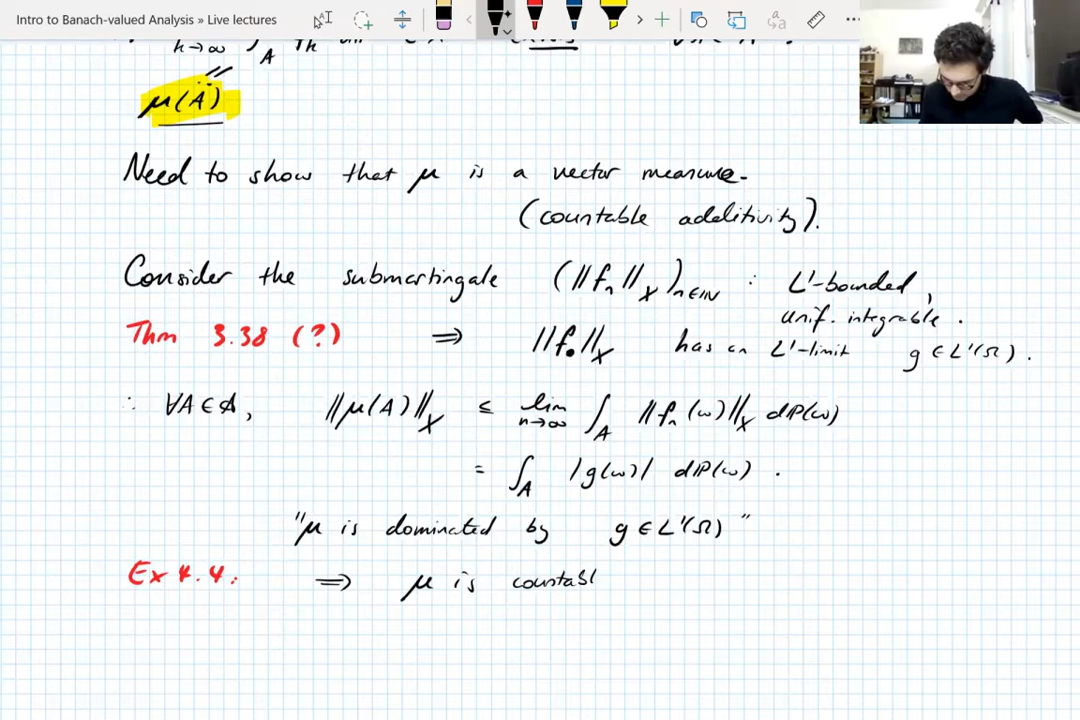 Intro to Banach-valued Analysis » Live lectures
n→∞ ∫_A
μ(A)
Need to show that μ is a vector measure.
(countable additivity).
Consider the submartingale (‖fₙ‖_X)_{n∈ℕ} : L¹-bounded,
unif. integrable.
Thm 3.38 (?) ⟹ ‖f.‖_X has an L¹-limit g ∈ L¹(Ω).
∴ ∀A∈𝒜, ‖μ(A)‖_X ≤ lim_{n→∞} ∫_A ‖fₙ(ω)‖_X dℙ(ω)
= ∫_A |g(ω)| dℙ(ω) .
"μ is dominated by g ∈ L¹(Ω)"
Ex 4.4: ⟹ μ is countabl